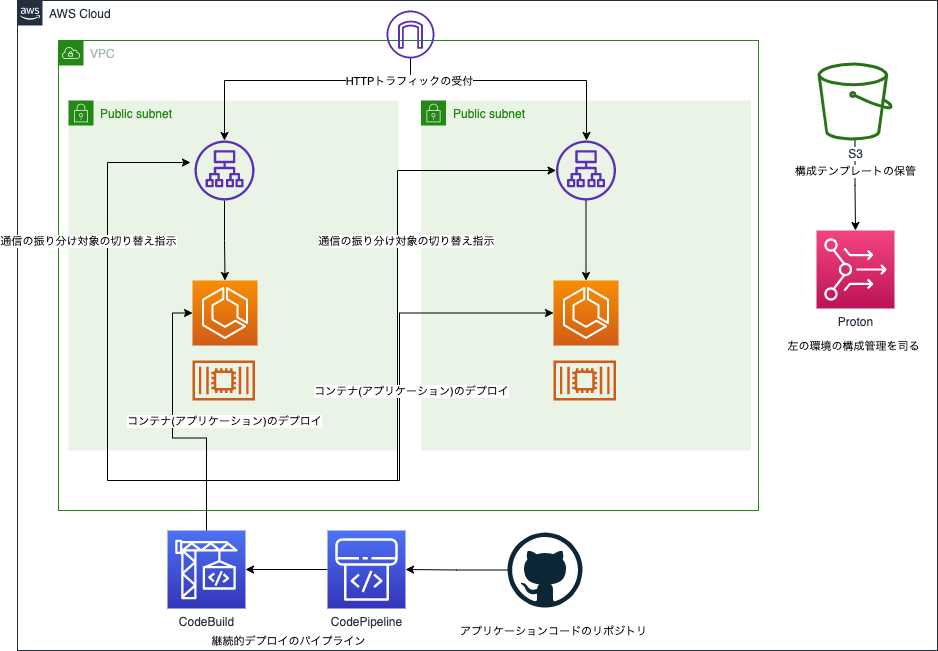 aws
AWS Cloud
VPC
HTTPトラフィックの受付
Public subnet
Public subnet
S3
構成テンプレートの保管
通信の振り分け対象の切り替え指示
通信の振り分け対象の切り替え指示
Proton
左の環境の構成管理を司る
コンテナ(アプリケーション)のデプロイ
コンテナ(アプリケーション)のデプロイ
CodeBuild
CodePipeline
継続的デプロイのパイプライン
アプリケーションコードのリポジトリ